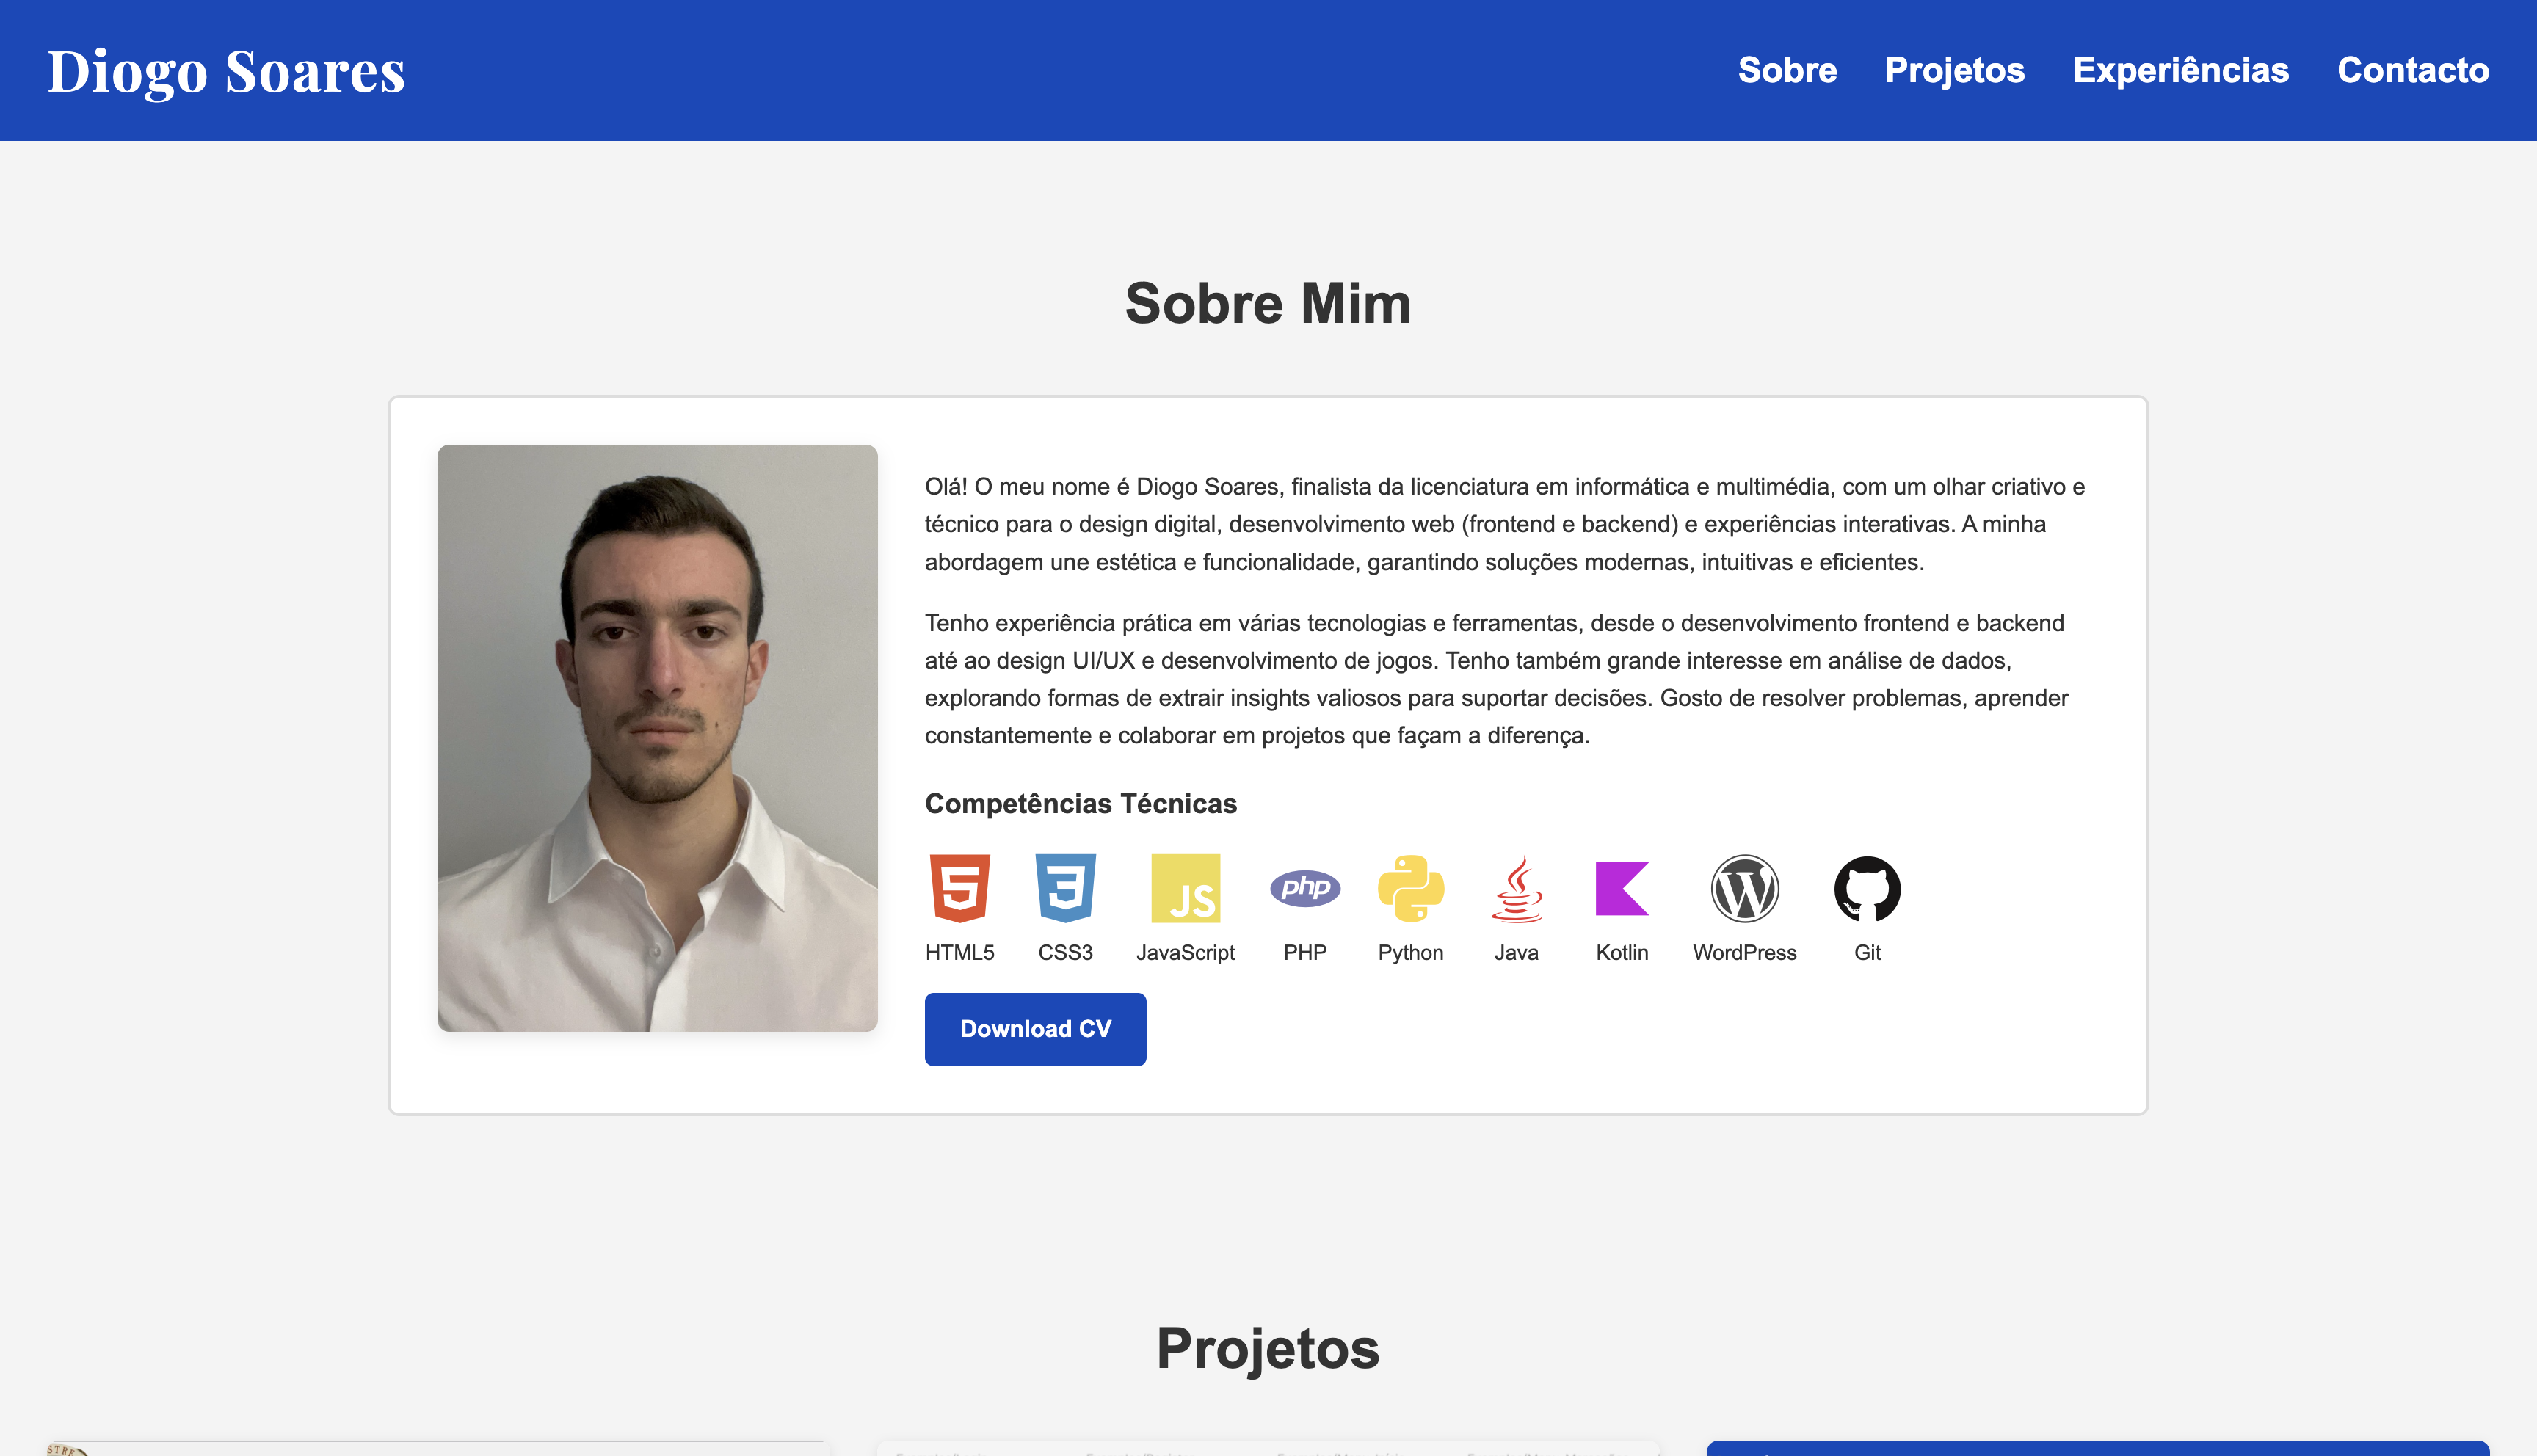 Diogo Soares
Sobre
Projetos
Experiências
Contacto
Sobre Mim
Olá! O meu nome é Diogo Soares, finalista da licenciatura em informática e multimédia, com um olhar criativo e
técnico para o design digital, desenvolvimento web (frontend e backend) e experiências interativas. A minha
abordagem une estética e funcionalidade, garantindo soluções modernas, intuitivas e eficientes.
Tenho experiência prática em várias tecnologias e ferramentas, desde o desenvolvimento frontend e backend
até ao design UI/UX e desenvolvimento de jogos. Tenho também grande interesse em análise de dados,
explorando formas de extrair insights valiosos para suportar decisões. Gosto de resolver problemas, aprender
constantemente e colaborar em projetos que façam a diferença.
Competências Técnicas
5
3
JS
php
W
HTML5
CSS3
JavaScript
PHP
Python
Java
Kotlin
WordPress
Git
Download CV
Projetos